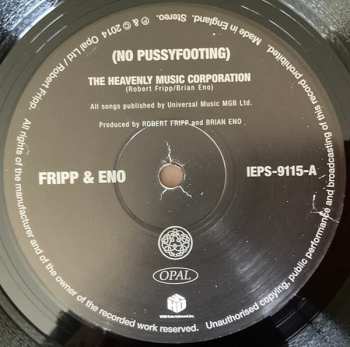 (NO PUSSYFOOTING)
THE HEAVENLY MUSIC CORPORATION
(Robert Fripp/Brian Eno)
All songs published by Universal Music MGB Ltd.
Produced by ROBERT FRIPP and BRIAN ENO
FRIPP & ENO
IEPS-9115-A
OPAL
All rights of the manufacturer and of the owner of the recorded work reserved. Unauthorised copying, public performance and broadcasting of this record prohibited. Made in England. Stereo. ℗ & © 2014 Opal Ltd / Robert Fripp.